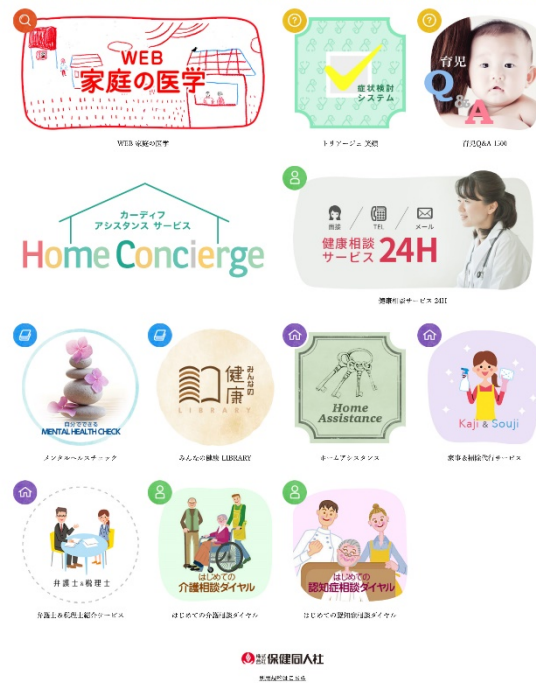 WEB
家庭の医学
WEB 家庭の医学
症状検討
システム
育児
Q&A
育児Q&A 1500
カーディフ
アシスタンス サービス
Home Concierge
面談
TEL
メール
健康相談
サービス 24H
健康相談サービス 24H
自分でできる
MENTAL HEALTH CHECK
メンタルヘルスチェック
みんなの
健康
LIBRARY
みんなの健康 LIBRARY
Home
Assistance
ホームアシスタンス
Kaji & Souji
家事&掃除代行サービス
弁護士&税理士
弁護士&税理士紹介サービス
はじめての
介護相談ダイヤル
はじめての介護相談ダイヤル
はじめての
認知症相談ダイヤル
はじめての認知症相談ダイヤル
株式
会社 保健同人社